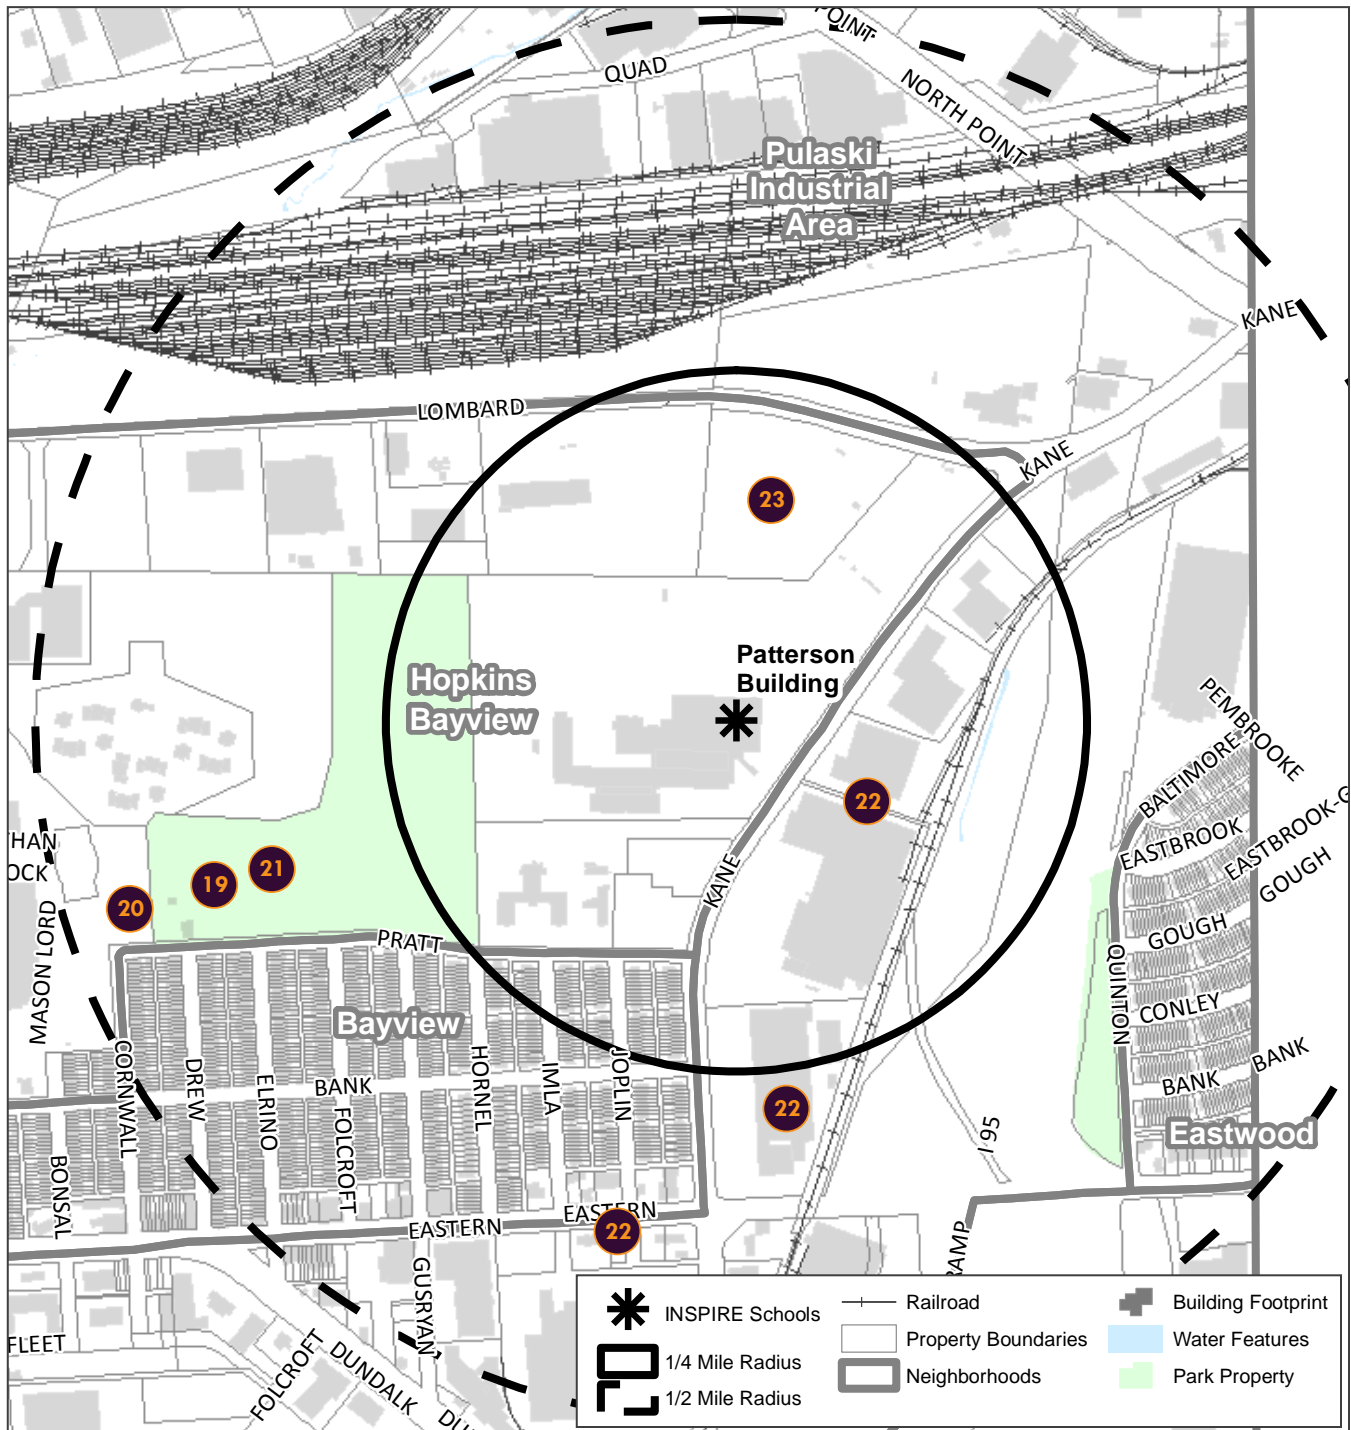 POINT
QUAD
NORTH POINT
Pulaski
Industrial
Area
KANE
LOMBARD
KANE
23
Patterson
Building
Hopkins
Bayview
PEMBROOKE
BALTIMORE
22
EASTBROOK
EASTBROOK-G
GOUGH
THAN
OCK
21
19
20
KANE
MASON LORD
PRATT
GOUGH
QUINTON
CONLEY
Bayview
BANK
BANK
CORNWALL
DREW
ELRINO
BANK
FOLCROFT
HORNEL
IMLA
JOPLIN
22
I 95
Eastwood
BONSAL
EASTERN
EASTERN
22
RAMP
GUSRYAN
FLEET
FOLCROFT
DUNDALK
DU
INSPIRE Schools
1/4 Mile Radius
1/2 Mile Radius
Railroad
Property Boundaries
Neighborhoods
Building Footprint
Water Features
Park Property